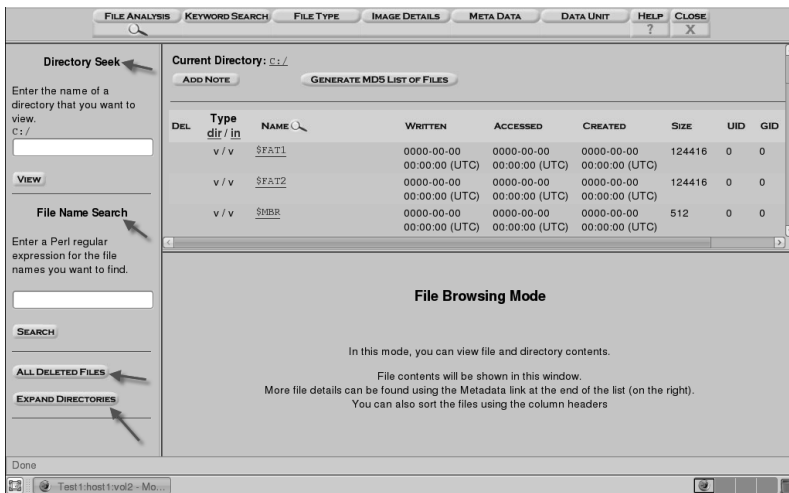 FILE ANALYSIS KEYWORD SEARCH FILE TYPE IMAGE DETAILS META DATA DATA UNIT HELP CLOSE
? X
Directory Seek
Enter the name of a
directory that you want to
view.
C:/
VIEW
File Name Search
Enter a Perl regular
expression for the file
names you want to find.
SEARCH
ALL DELETED FILES
EXPAND DIRECTORIES
Current Directory: C:/
ADD NOTE GENERATE MD5 LIST OF FILES
DEL Type dir / in NAME WRITTEN ACCESSED CREATED SIZE UID GID
v / v $FAT1 0000-00-00 0000-00-00 0000-00-00 124416 0 0
00:00:00 (UTC) 00:00:00 (UTC) 00:00:00 (UTC)
v / v $FAT2 0000-00-00 0000-00-00 0000-00-00 124416 0 0
00:00:00 (UTC) 00:00:00 (UTC) 00:00:00 (UTC)
v / v $MBR 0000-00-00 0000-00-00 0000-00-00 512 0 0
00:00:00 (UTC) 00:00:00 (UTC) 00:00:00 (UTC)
File Browsing Mode
In this mode, you can view file and directory contents.
File contents will be shown in this window.
More file details can be found using the Metadata link at the end of the list (on the right).
You can also sort the files using the column headers
Done
Test1:host1:vol2 - Mo...